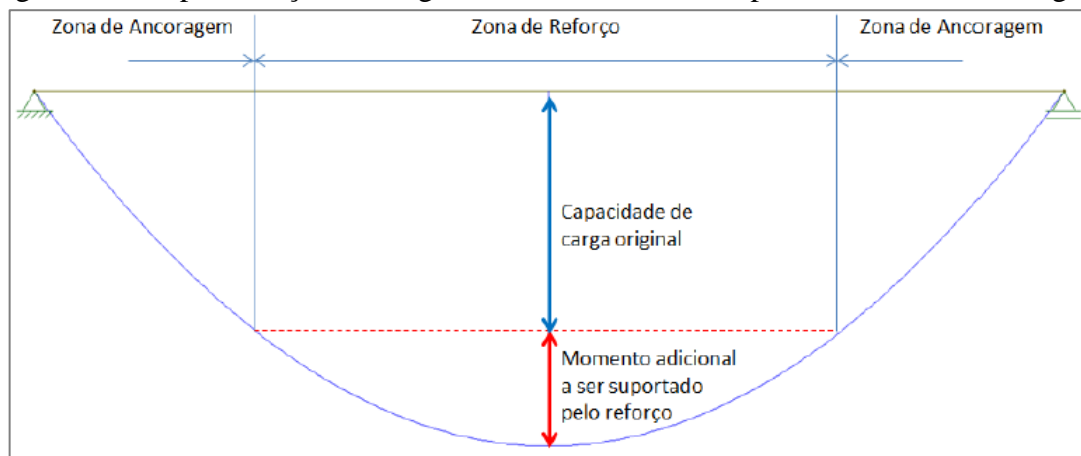 Zona de Ancoragem
Zona de Reforço
Zona de Ancoragem
Capacidade de
carga original
Momento adicional
a ser suportado
pelo reforço